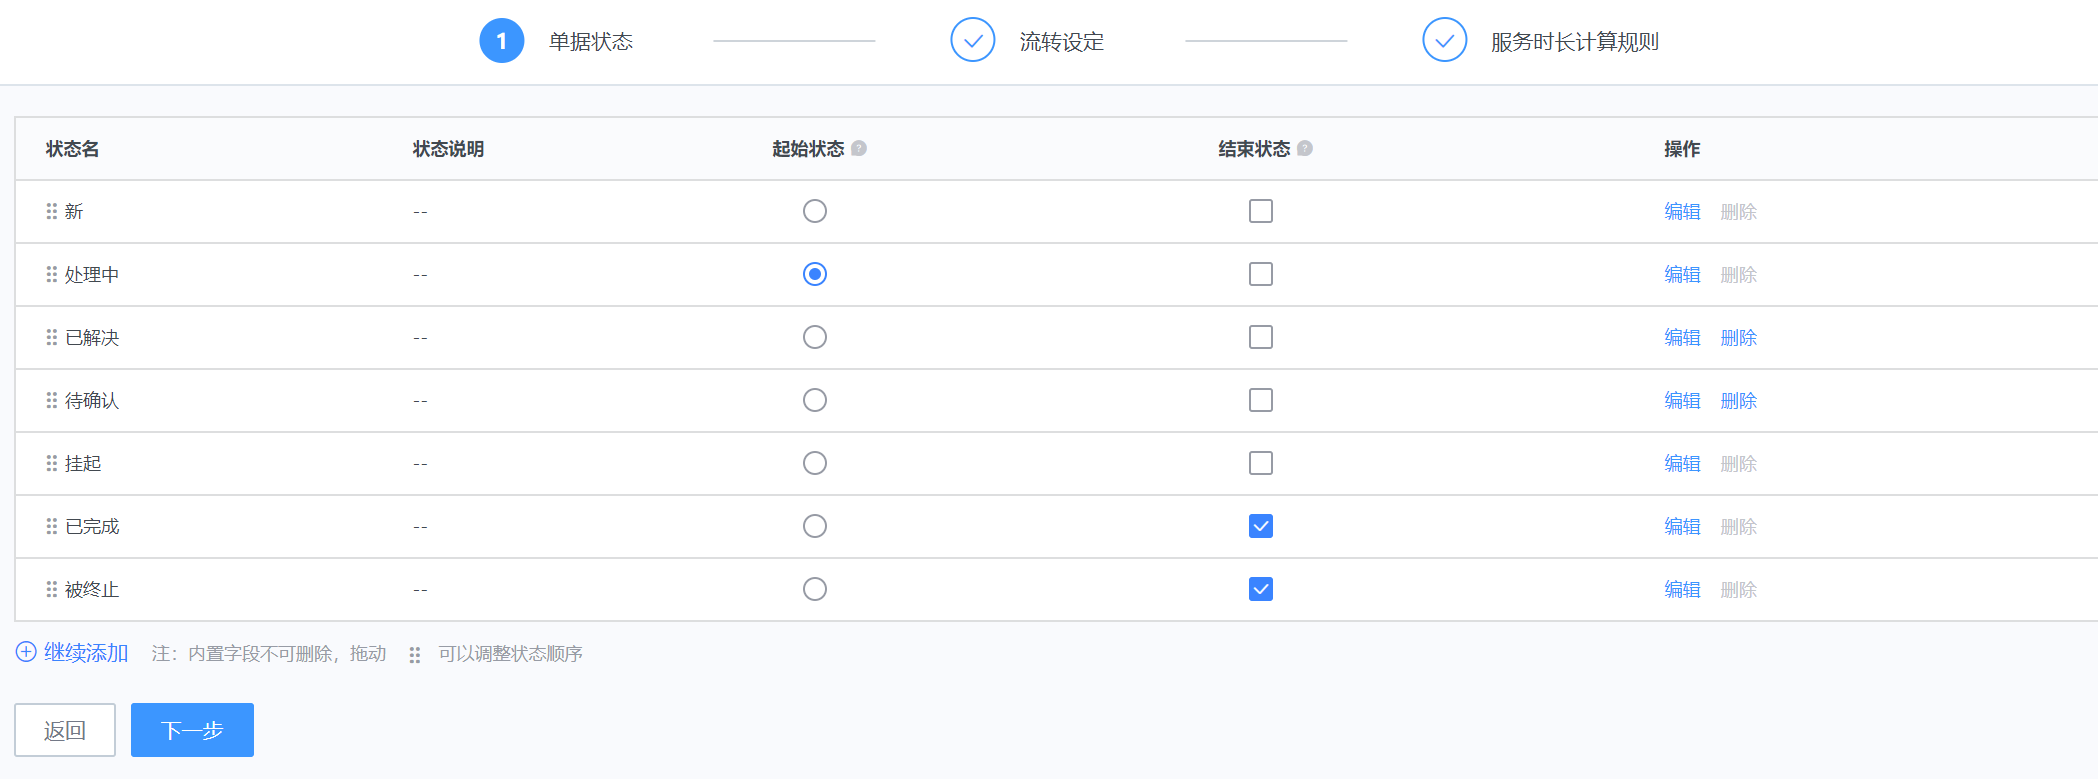 1 单据状态 流转设定 服务时长计算规则
状态名 状态说明 起始状态 ? 结束状态 ? 操作
新 -- 编辑 删除
处理中 -- 编辑 删除
已解决 -- 编辑 删除
待确认 -- 编辑 删除
挂起 -- 编辑 删除
已完成 -- 编辑 删除
被终止 -- 编辑 删除
继续添加 注：内置字段不可删除，拖动 可以调整状态顺序
返回 下一步